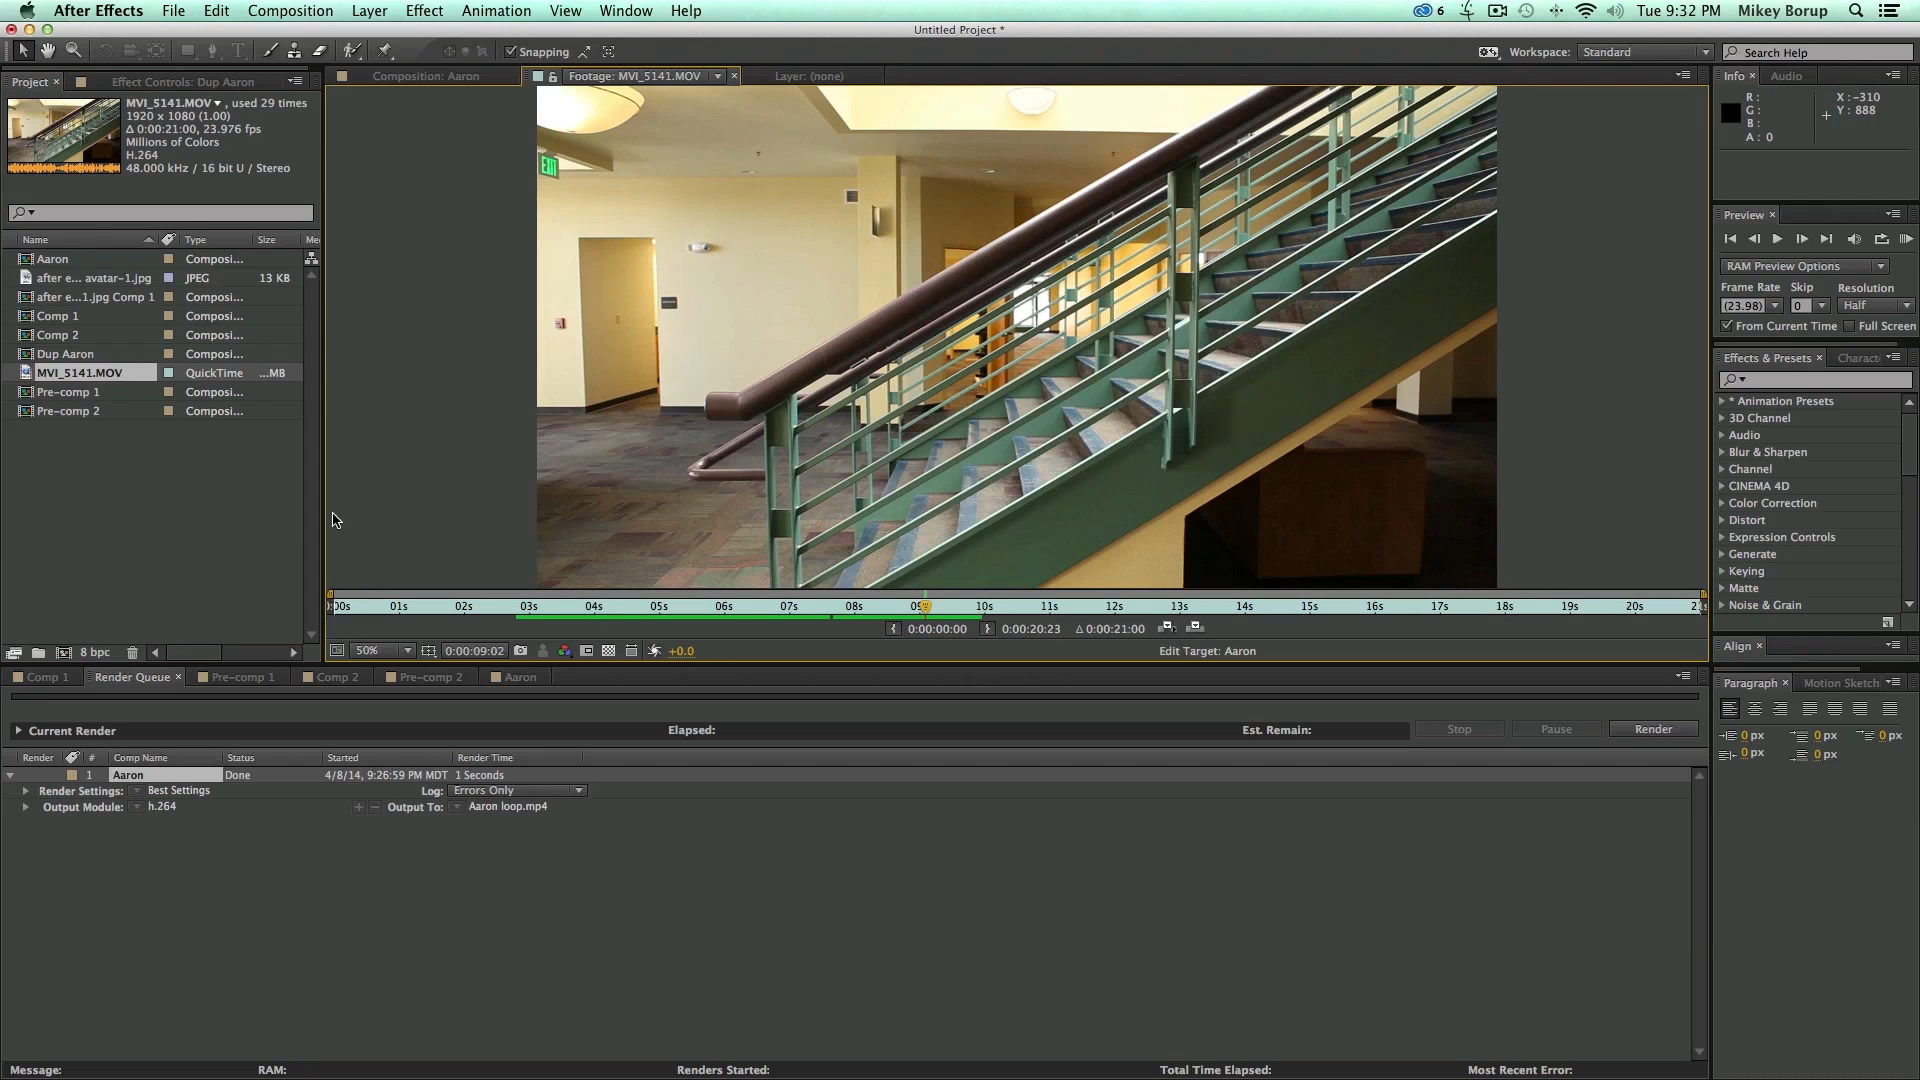 After Effects File Edit Composition Layer Effect Animation View Window Help 6 Tue 9:32 PM Mikey Borup
Untitled Project *
Snapping Workspace: Standard Search Help
Project × Effect Controls: Dup Aaron
MVI_5141.MOV ▼ , used 29 times
1920 x 1080 (1.00)
Δ 0:00:21:00, 23.976 fps
Millions of Colors
H.264
48.000 kHz / 16 bit U / Stereo
Name Type Size
Aaron Composi...
after e... avatar-1.jpg JPEG 13 KB
after e...1.jpg Comp 1 Composi...
Comp 1 Composi...
Comp 2 Composi...
Dup Aaron Composi...
MVI_5141.MOV QuickTime ...MB
Pre-comp 1 Composi...
Pre-comp 2 Composi...
8 bpc
Composition: Aaron Footage: MVI_5141.MOV × Layer: (none)
EXIT
00s 01s 02s 03s 04s 05s 06s 07s 08s 10s 11s 12s 13s 14s 15s 16s 17s 18s 19s 20s
0:00:00:00 0:00:20:23 Δ 0:00:21:00
50% 0:00:09:02 +0.0 Edit Target: Aaron
Info × Audio
R: X: -310
G: Y: 888
B:
A: 0
Preview ×
RAM Preview Options
Frame Rate Skip Resolution
(23.98) 0 Half
From Current Time Full Screen
Effects & Presets × Charact
* Animation Presets
3D Channel
Audio
Blur & Sharpen
Channel
CINEMA 4D
Color Correction
Distort
Expression Controls
Generate
Keying
Matte
Noise & Grain
Align ×
Paragraph × Motion Sketch
0 px 0 px 0 px
0 px 0 px
Comp 1 Render Queue × Pre-comp 1 Comp 2 Pre-comp 2 Aaron
Current Render Elapsed: Est. Remain: Stop Pause Render
Render # Comp Name Status Started Render Time
1 Aaron Done 4/8/14, 9:26:59 PM MDT 1 Seconds
Render Settings: Best Settings Log: Errors Only
Output Module: h.264 Output To: Aaron loop.mp4
Message: RAM: Renders Started: Total Time Elapsed: Most Recent Error: